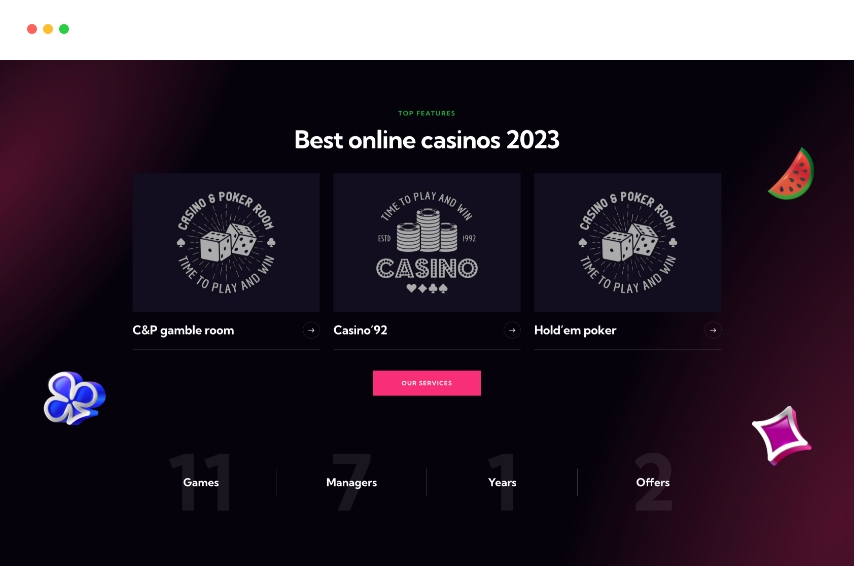 TOP FEATURES
Best online casinos 2023
CASINO & POKER ROOM
TIME TO PLAY AND WIN
TIME TO PLAY AND WIN
ESTD 1992
CASINO
CASINO & POKER ROOM
TIME TO PLAY AND WIN
C&P gamble room
Casino'92
Hold'em poker
OUR SERVICES
11 7 1 2
Games Managers Years Offers